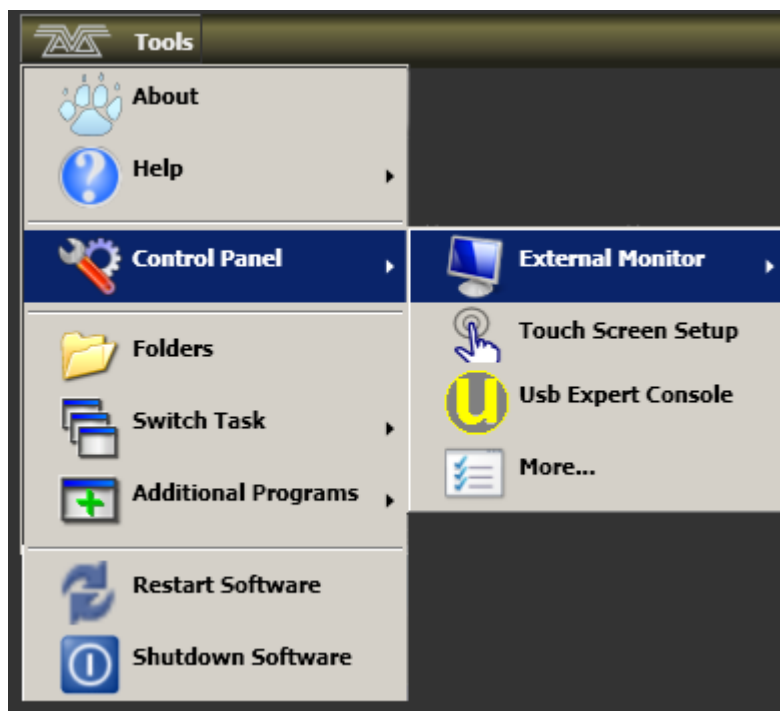 Tools
About
Help
Control Panel
External Monitor
Touch Screen Setup
Usb Expert Console
More...
Folders
Switch Task
Additional Programs
Restart Software
Shutdown Software